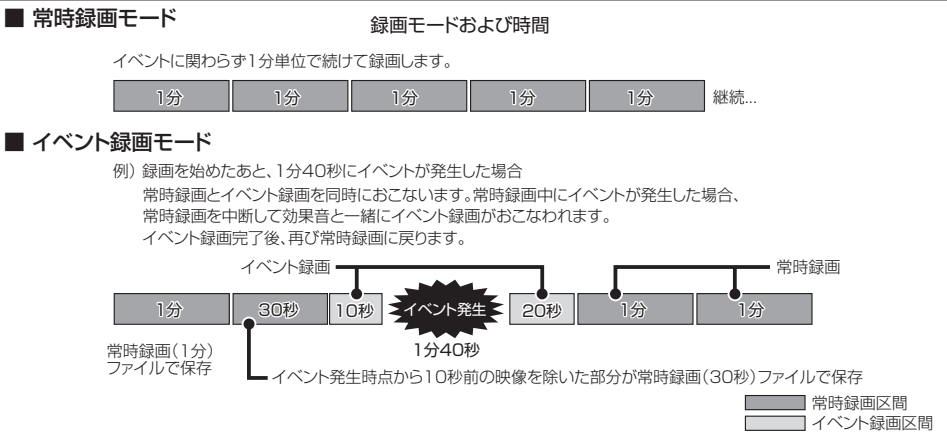 ■ 常時録画モード
録画モードおよび時間
イベントに関わらず1分単位で続けて録画します。
1分 1分 1分 1分 1分 継続...
■ イベント録画モード
例）録画を始めたあと、1分40秒にイベントが発生した場合
常時録画とイベント録画を同時におこないます。常時録画中にイベントが発生した場合、
常時録画を中断して効果音と一緒にイベント録画がおこなわれます。
イベント録画完了後、再び常時録画に戻ります。
イベント録画 常時録画
1分 30秒 10秒 イベント発生 20秒 1分 1分
常時録画（1分）
ファイルで保存
1分40秒
イベント発生時点から10秒前の映像を除いた部分が常時録画（30秒）ファイルで保存
常時録画区間
イベント録画区間